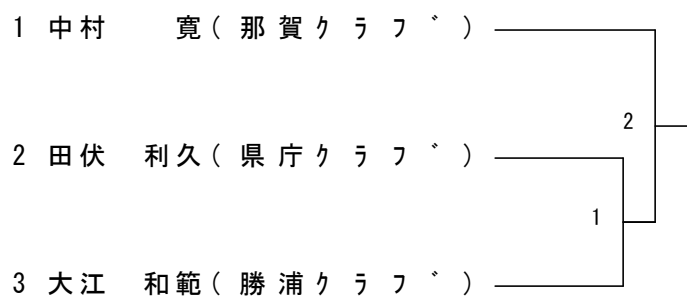 1 中村　　寛(那賀ｸﾗﾌﾞ)
2
2 田伏　利久(県庁ｸﾗﾌﾞ)
1
3 大江　和範(勝浦ｸﾗﾌﾞ)